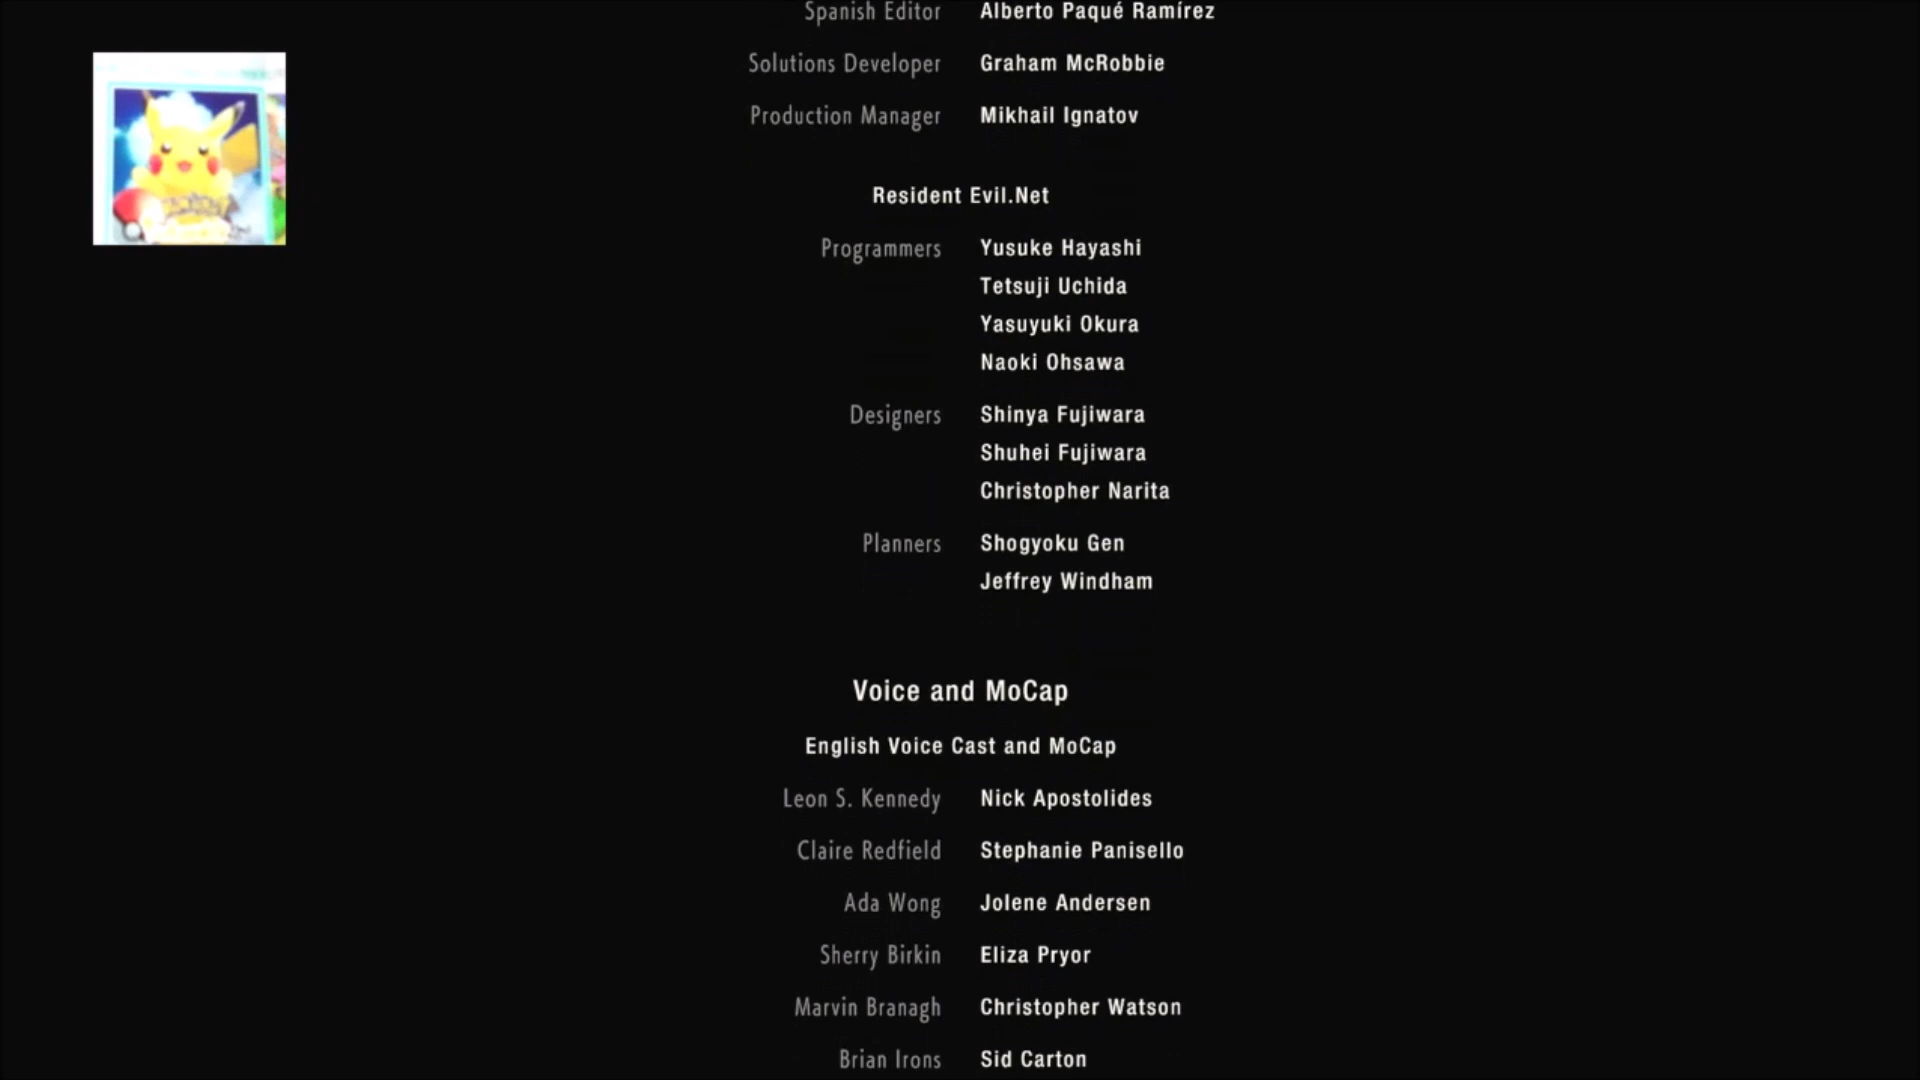 Spanish Editor Alberto Paqué Ramírez
Solutions Developer Graham McRobbie
Production Manager Mikhail Ignatov
Resident Evil.Net
Programmers Yusuke Hayashi
Tetsuji Uchida
Yasuyuki Okura
Naoki Ohsawa
Designers Shinya Fujiwara
Shuhei Fujiwara
Christopher Narita
Planners Shogyoku Gen
Jeffrey Windham
Voice and MoCap
English Voice Cast and MoCap
Leon S. Kennedy Nick Apostolides
Claire Redfield Stephanie Panisello
Ada Wong Jolene Andersen
Sherry Birkin Eliza Pryor
Marvin Branagh Christopher Watson
Brian Irons Sid Carton